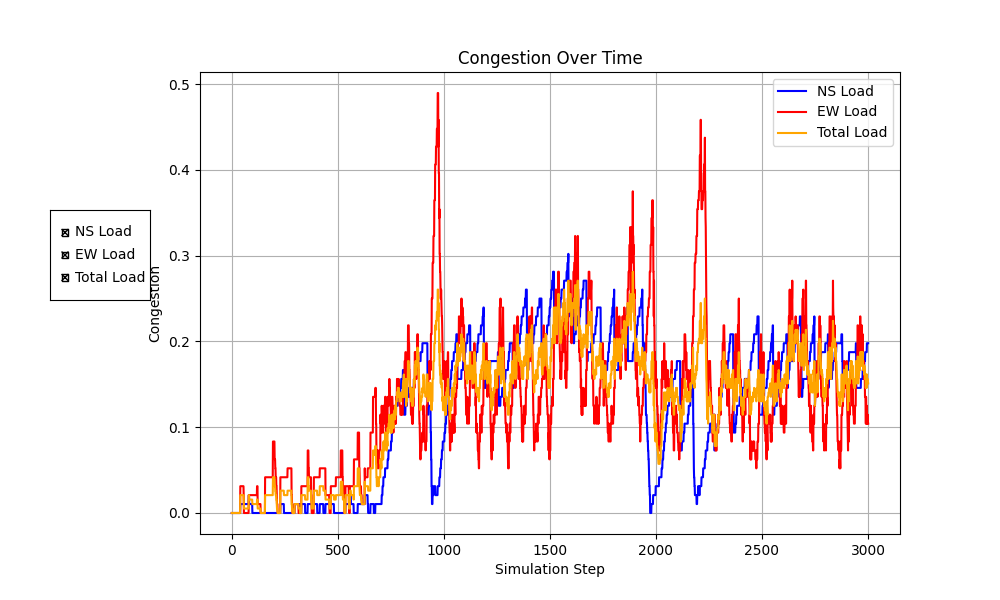 Congestion Over Time
NS Load
EW Load
Total Load
NS Load
EW Load
Total Load
Congestion
0.5
0.4
0.3
0.2
0.1
0.0
0
500
1000
1500
2000
2500
3000
Simulation Step